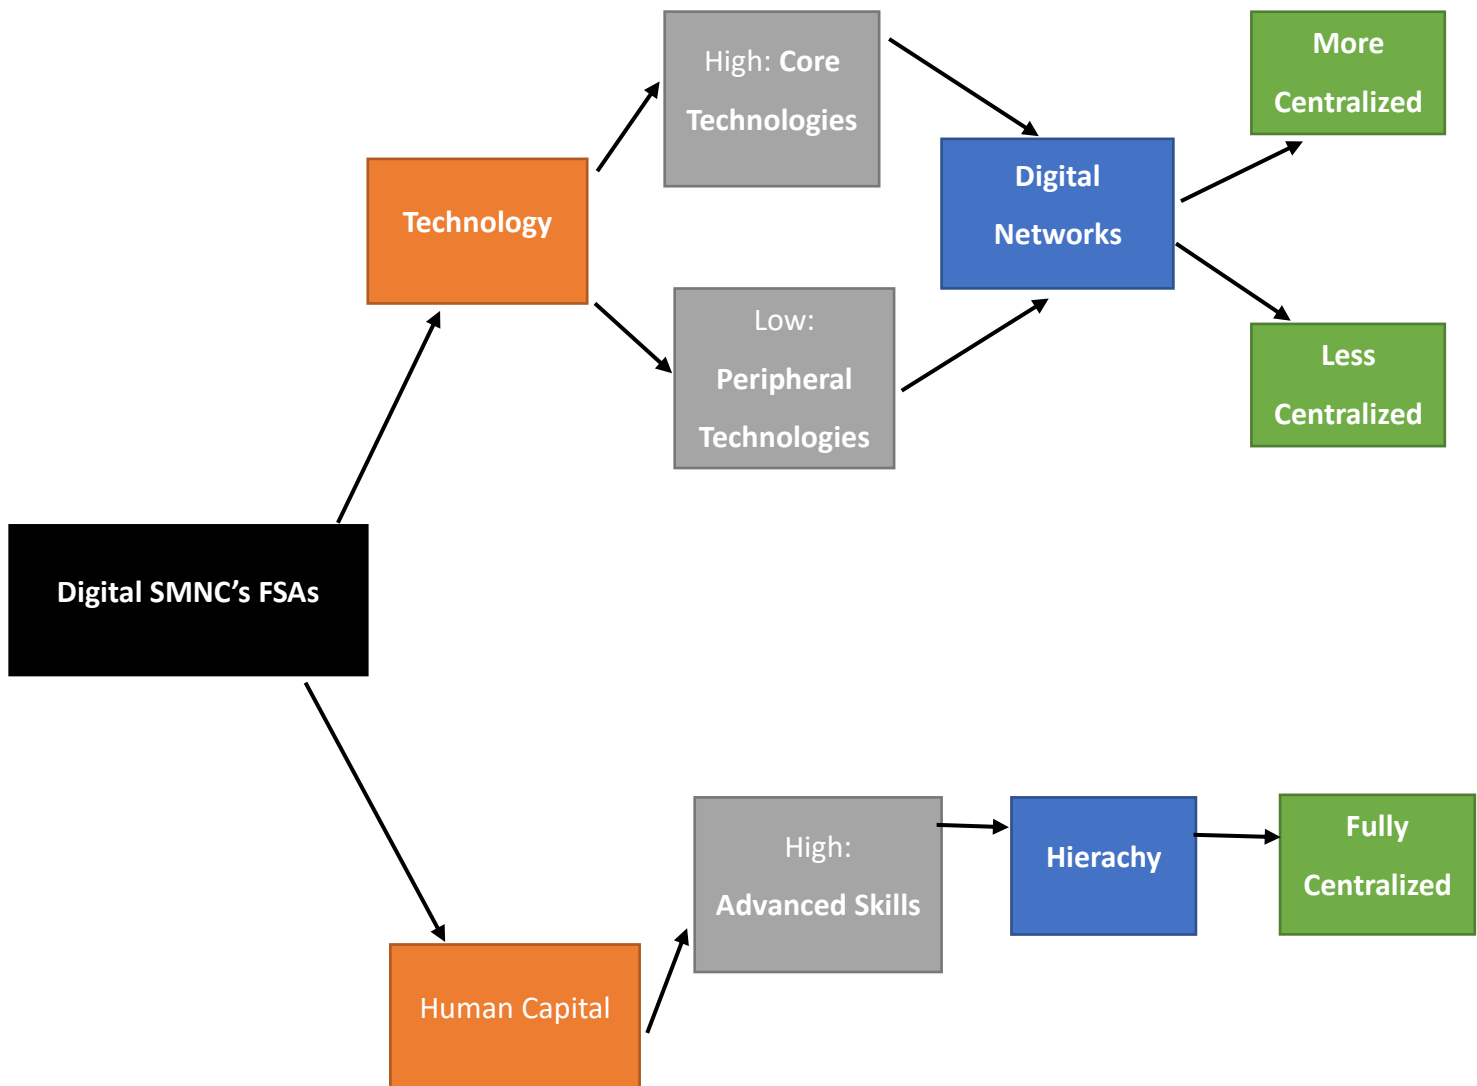 High: Core
Technologies
More
Centralized
Technology
Digital
Networks
Low:
Peripheral
Technologies
Less
Centralized
Digital SMNC’s FSAs
High:
Advanced Skills
Hierachy
Fully
Centralized
Human Capital